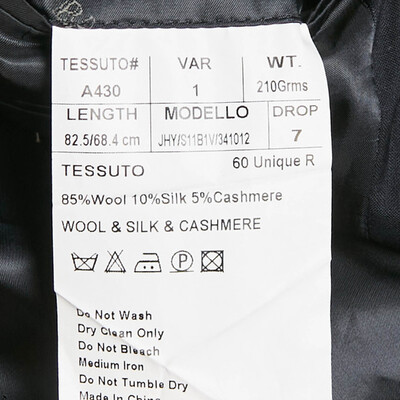 TESSUTO# VAR WT.
A430 1 210Grms
LENGTH MODELLO DROP
82.5/68.4 cm JHY/S11B1V/341012 7
TESSUTO 60 Unique R
85%Wool 10%Silk 5%Cashmere
WOOL & SILK & CASHMERE
P
Do Not Wash
Dry Clean Only
Do Not Bleach
Medium Iron
Do Not Tumble Dry
Made In China